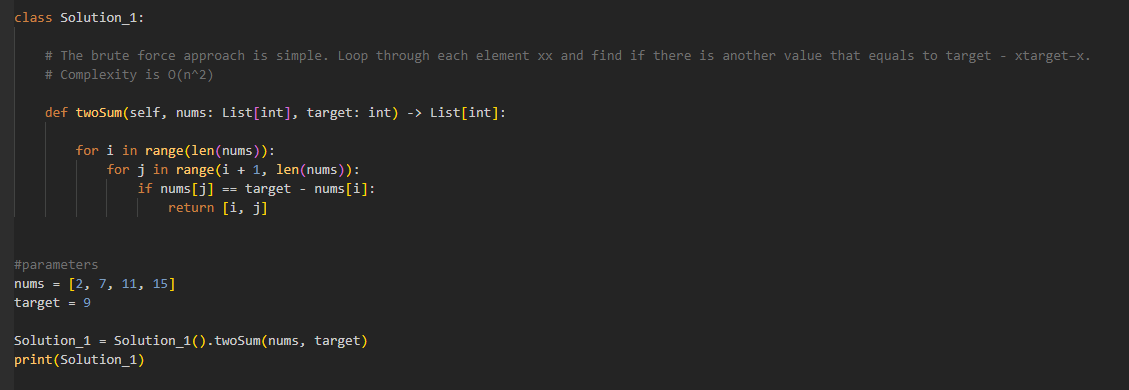 class Solution_1:
# The brute force approach is simple. Loop through each element xx and find if there is another value that equals to target - xtarget−x.
# Complexity is O(n^2)
def twoSum(self, nums: List[int], target: int) -> List[int]:
for i in range(len(nums)):
for j in range(i + 1, len(nums)):
if nums[j] == target - nums[i]:
return [i, j]
#parameters
nums = [2, 7, 11, 15]
target = 9
Solution_1 = Solution_1().twoSum(nums, target)
print(Solution_1)